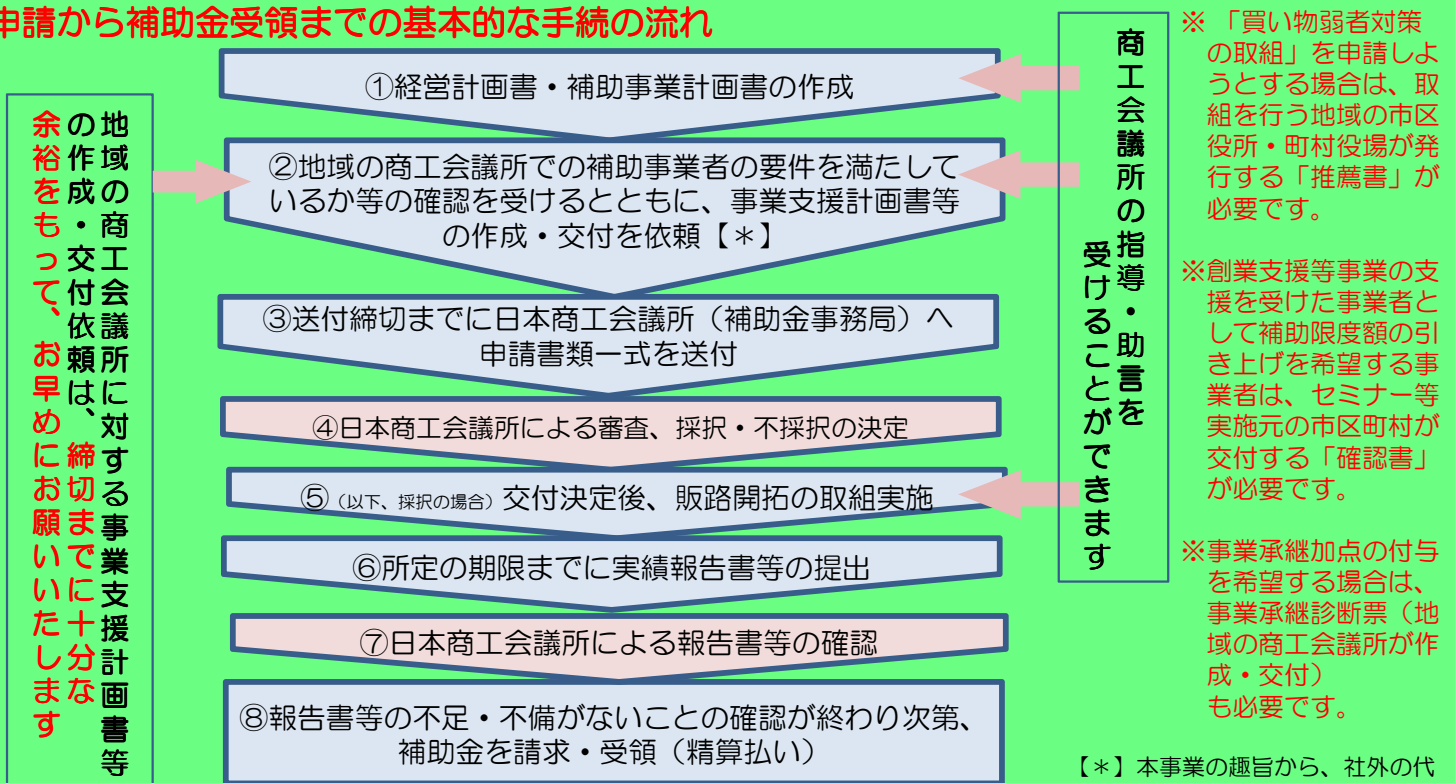 申請から補助金受領までの基本的な手続の流れ
地域の商工会議所に対する事業支援計画書等
の作成・交付依頼は、締切までに十分な
余裕をもって、お早めにお願いいたします
①経営計画書・補助事業計画書の作成
②地域の商工会議所での補助事業者の要件を満たして
いるか等の確認を受けるとともに、事業支援計画書等
の作成・交付を依頼【＊】
③送付締切までに日本商工会議所（補助金事務局）へ
申請書類一式を送付
④日本商工会議所による審査、採択・不採択の決定
⑤（以下、採択の場合）交付決定後、販路開拓の取組実施
⑥所定の期限までに実績報告書等の提出
⑦日本商工会議所による報告書等の確認
⑧報告書等の不足・不備がないことの確認が終わり次第、
補助金を請求・受領（精算払い）
商工会議所の指導・助言を
受けることができます
※「買い物弱者対策
の取組」を申請しよ
うとする場合は、取
組を行う地域の市区
役所・町村役場が発
行する「推薦書」が
必要です。
※創業支援等事業の支
援を受けた事業者と
して補助限度額の引
き上げを希望する事
業者は、セミナー等
実施元の市区町村が
交付する「確認書」
が必要です。
※事業承継加点の付与
を希望する場合は、
事業承継診断票（地
域の商工会議所が作
成・交付）
も必要です。
【＊】本事業の趣旨から、社外の代